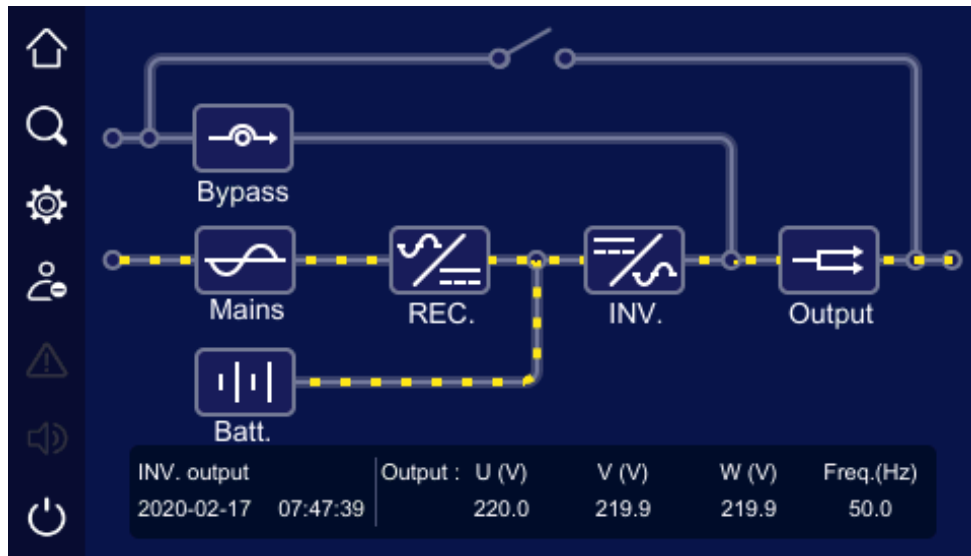 Bypass
Mains
REC.
INV.
Output
Batt.
INV. output
Output : U (V) V (V) W (V) Freq.(Hz)
2020-02-17 07:47:39 220.0 219.9 219.9 50.0